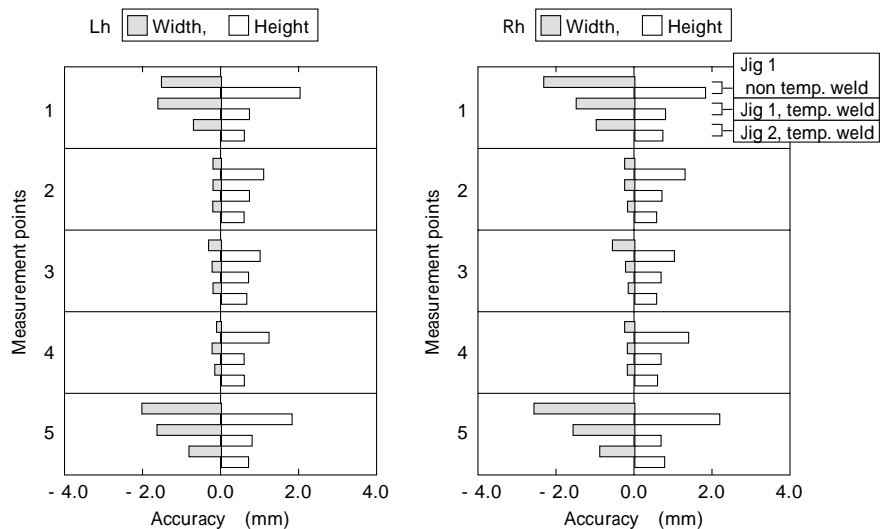 Lh Width, Height
Rh Width, Height
Jig 1
non temp. weld
Jig 1, temp. weld
Jig 2, temp. weld
Measurement points
1
2
3
4
5
- 4.0 - 2.0 0.0 2.0 4.0
Accuracy (mm)
Measurement points
1
2
3
4
5
- 4.0 - 2.0 0.0 2.0 4.0
Accuracy (mm)